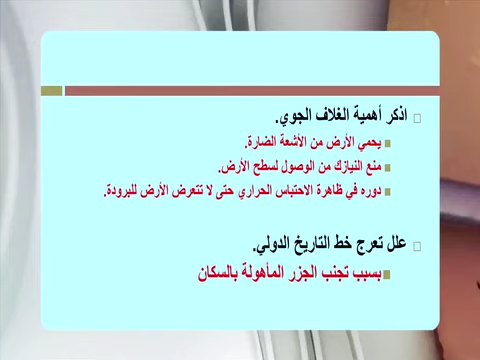 اذكر أهمية الغلاف الجوي.
يحمي الأرض من الأشعة الضارة.
منع النيازك من الوصول لسطح الأرض.
دوره في ظاهرة الاحتباس الحراري حتى لا تتعرض الأرض للبرودة.
علل تعرج خط التاريخ الدولي.
بسبب تجنب الجزر المأهولة بالسكان